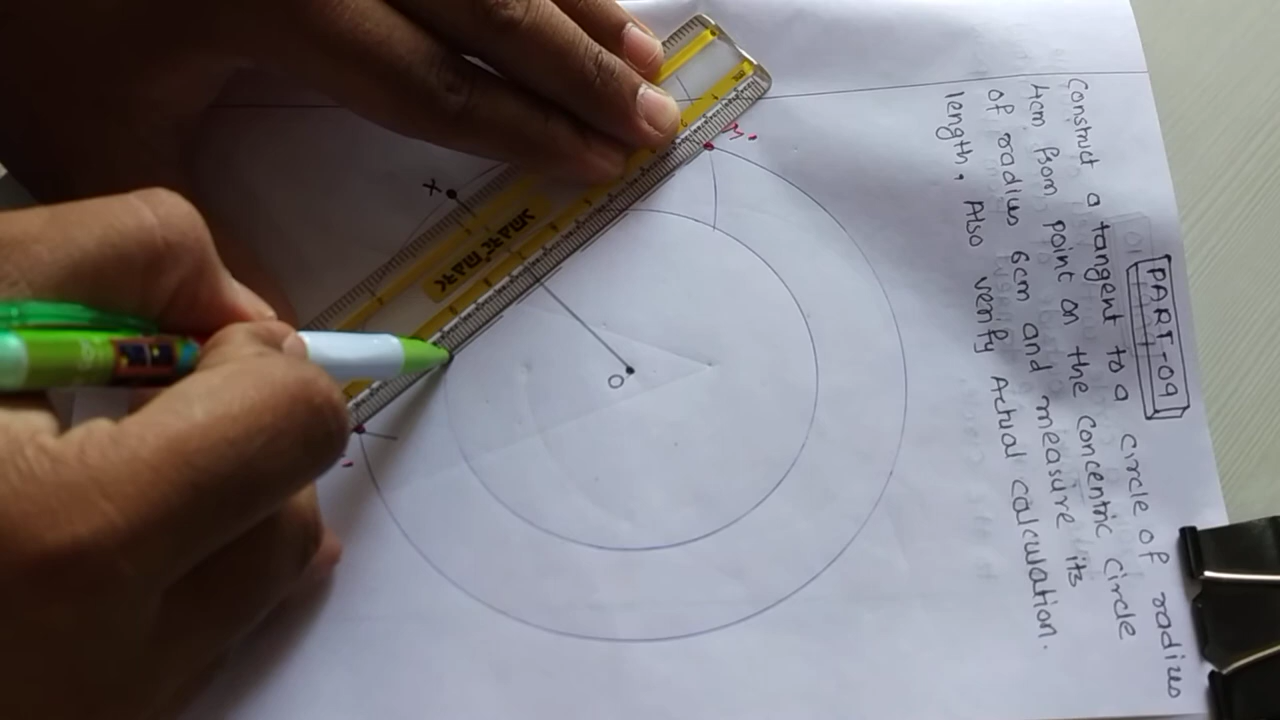 PART-09
Construct a tangent to a circle of radius
4cm from point on the concentric circle
of radius 6cm and measure its
length. Also verify Actual calculation.
M'
X
O